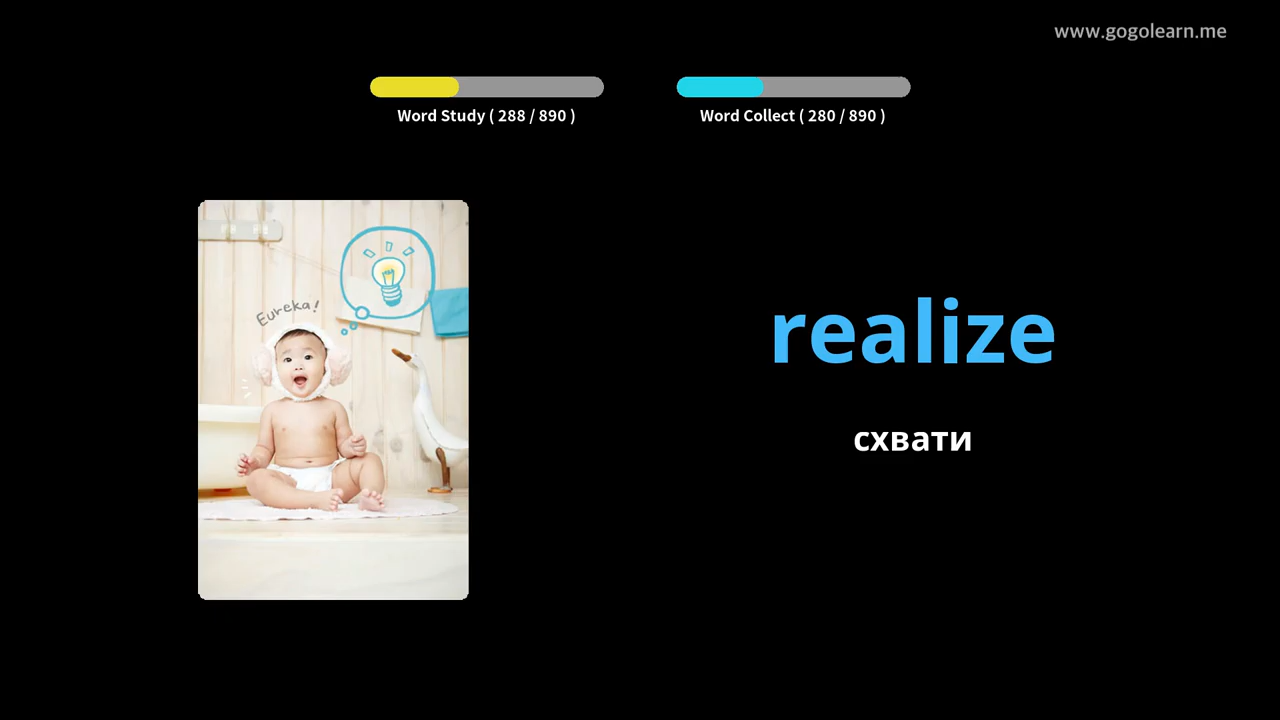 www.gogolearn.me
Word Study ( 288 / 890 )
Word Collect ( 280 / 890 )
Eureka!
realize
схвати